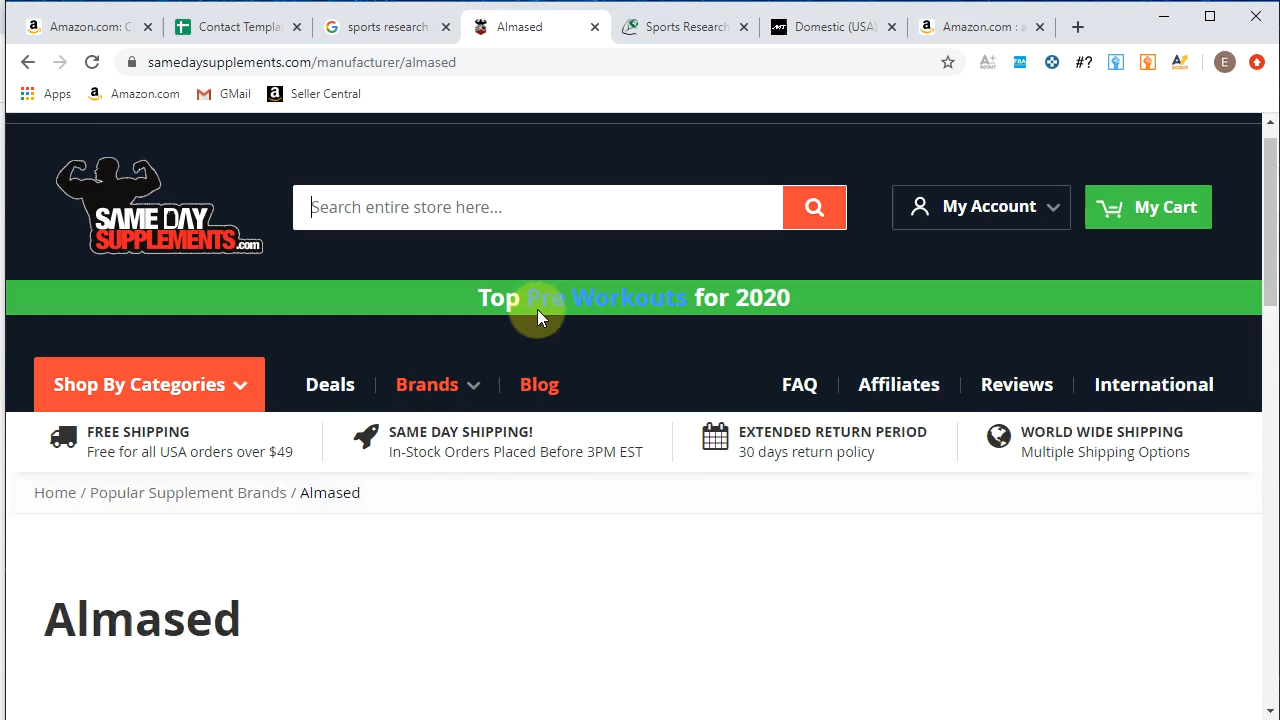 Amazon.com: C
Contact Templa
sports research
Almased
Sports Research
Domestic (USA)
Amazon.com : a
samedaysupplements.com/manufacturer/almased
#?
E
Apps
Amazon.com
GMail
Seller Central
SAME DAY
SUPPLEMENTS.com
Search entire store here...
My Account
My Cart
Top Pre Workouts for 2020
Shop By Categories
Deals
Brands
Blog
FAQ
Affiliates
Reviews
International
FREE SHIPPING
Free for all USA orders over $49
SAME DAY SHIPPING!
In-Stock Orders Placed Before 3PM EST
EXTENDED RETURN PERIOD
30 days return policy
WORLD WIDE SHIPPING
Multiple Shipping Options
Home / Popular Supplement Brands / Almased
Almased